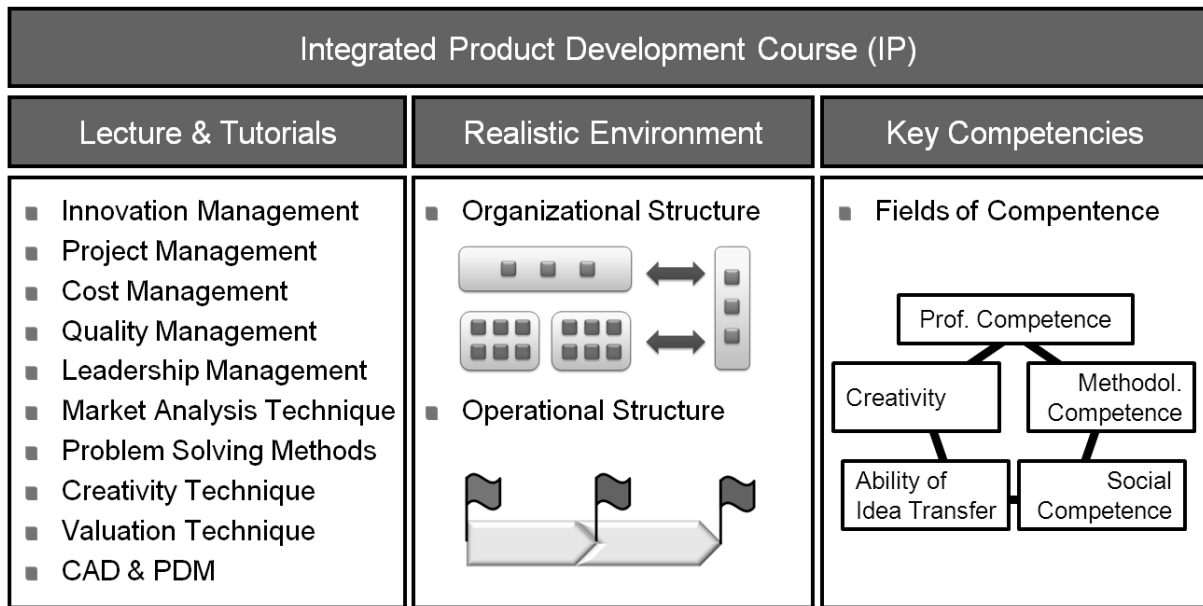 Integrated Product Development Course (IP)
Lecture & Tutorials
Innovation Management
Project Management
Cost Management
Quality Management
Leadership Management
Market Analysis Technique
Problem Solving Methods
Creativity Technique
Valuation Technique
CAD & PDM
Realistic Environment
Organizational Structure
Operational Structure
Key Competencies
Fields of Compentence
Prof. Competence
Creativity
Methodol.
Competence
Ability of
Idea Transfer
Social
Competence